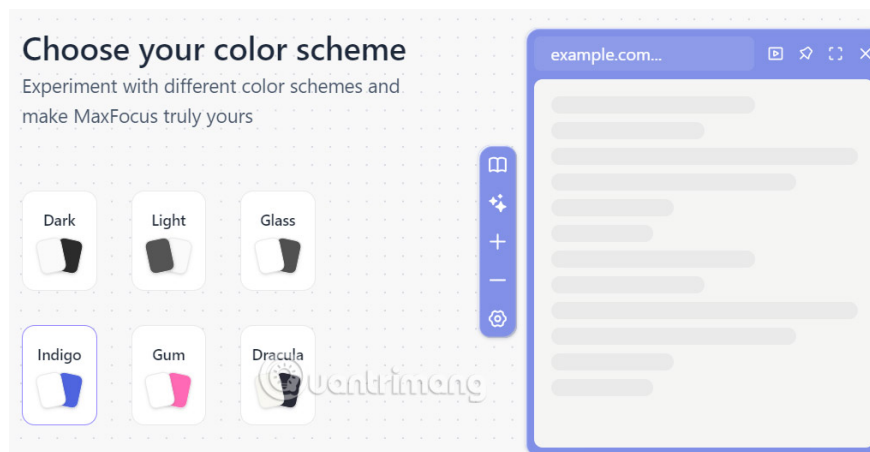 Choose your color scheme
Experiment with different color schemes and
make MaxFocus truly yours
example.com...
Dark
Light
Glass
Indigo
Gum
Dracula
uantrimang